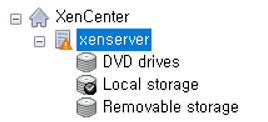 XenCenter
xenserver
DVD drives
Local storage
Removable storage